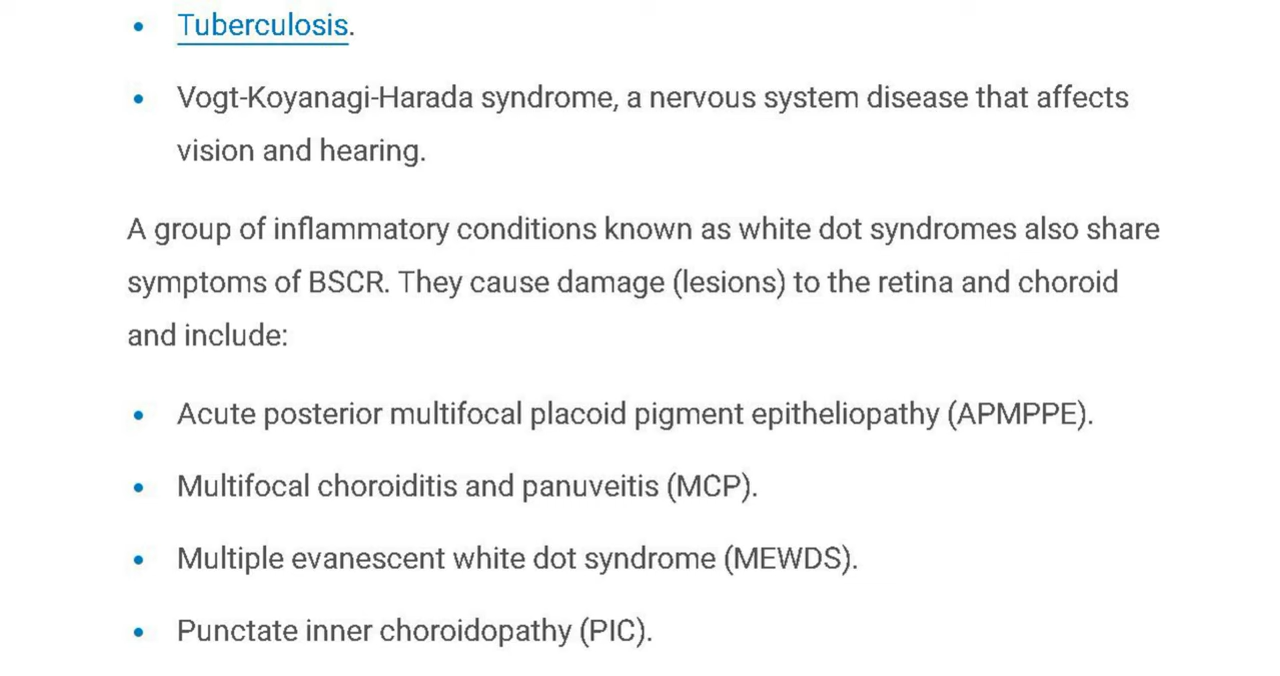 • Tuberculosis.
• Vogt-Koyanagi-Harada syndrome, a nervous system disease that affects
vision and hearing.
A group of inflammatory conditions known as white dot syndromes also share
symptoms of BSCR. They cause damage (lesions) to the retina and choroid
and include:
• Acute posterior multifocal placoid pigment epitheliopathy (APMPPE).
• Multifocal choroiditis and panuveitis (MCP).
• Multiple evanescent white dot syndrome (MEWDS).
• Punctate inner choroidopathy (PIC).